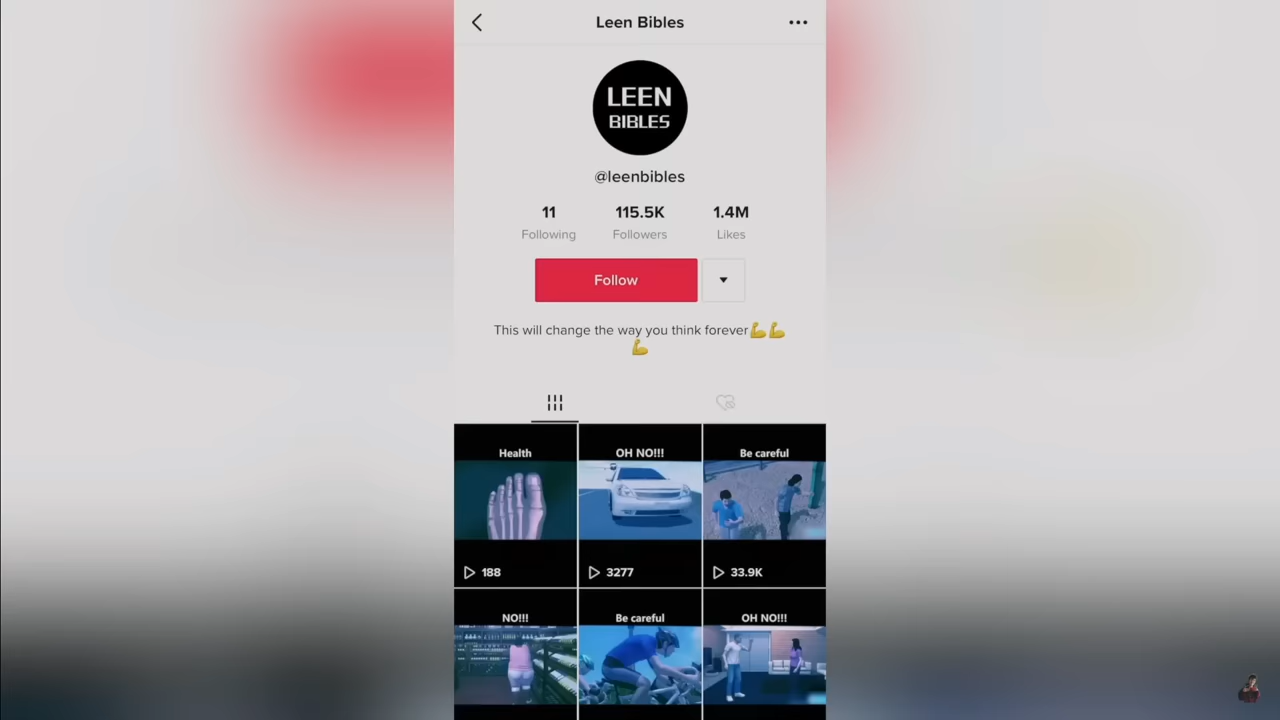 Leen Bibles
LEEN
BIBLES
@leenbibles
11 115.5K 1.4M
Following Followers Likes
Follow
This will change the way you think forever💪💪
💪
Health OH NO!!! Be careful
188 3277 33.9K
NO!!! Be careful OH NO!!!